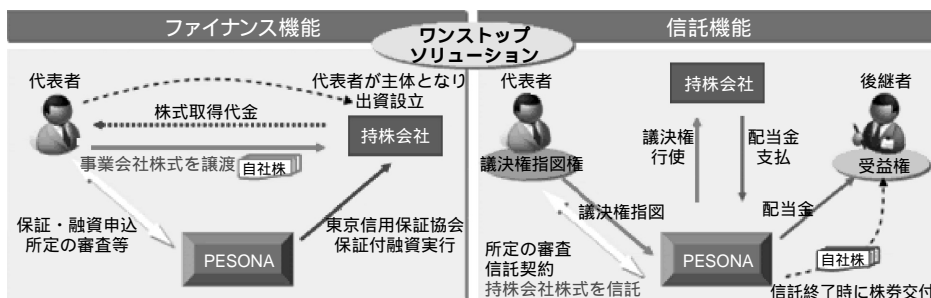 ファイナンス機能
ワンストップ
ソリューション
信託機能
代表者
代表者が主体となり
出資設立
株式取得代金
持株会社
事業会社株式を譲渡
自社株
保証・融資申込
所定の審査等
東京信用保証協会
保証付融資実行
PESONA
代表者
持株会社
後継者
議決権指図権
議決権
行使
配当金
支払
受益権
議決権指図
配当金
所定の審査
信託契約
持株会社株式を信託
PESONA
自社株
信託終了時に株券交付